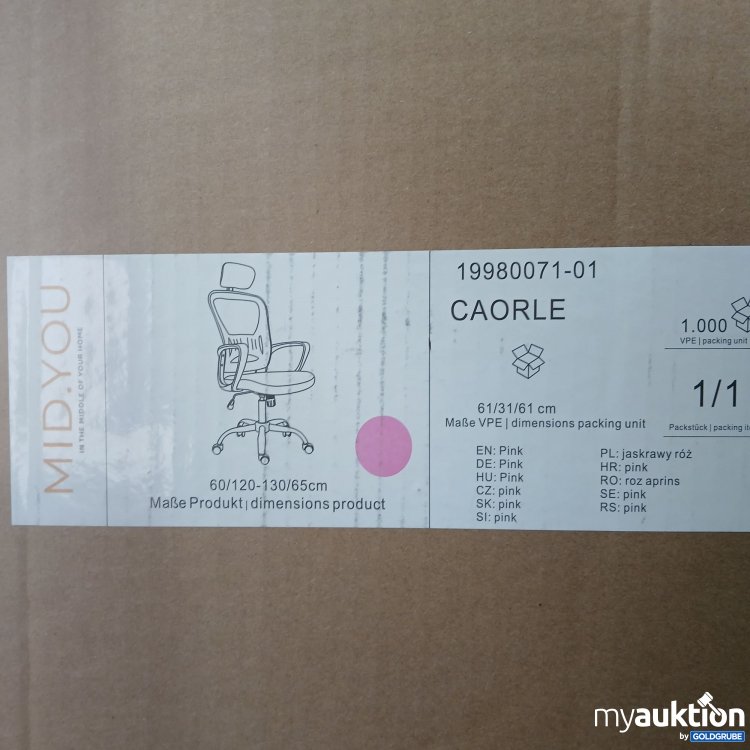 MID.YOU
IN THE MIDDLE OF YOUR HOME
60/120-130/65cm
Maße Produkt | dimensions product
19980071-01
CAORLE
61/31/61 cm
Maße VPE | dimensions packing unit
EN: Pink
DE: Pink
HU: Pink
CZ: pink
SK: pink
SI: pink
PL: jaskrawy róż
HR: pink
RO: roz aprins
SE: pink
RS: pink
1.000
VPE | packing unit
1/1
Packstück | packing
myauktion
by GOLDGRUBE